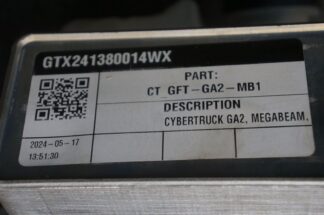 GTX241380014WX
PART:
CT GFT-GA2-MB1
DESCRIPTION
CYBERTRUCK GA2, MEGABEAM,
2024-05-17
13:51:30